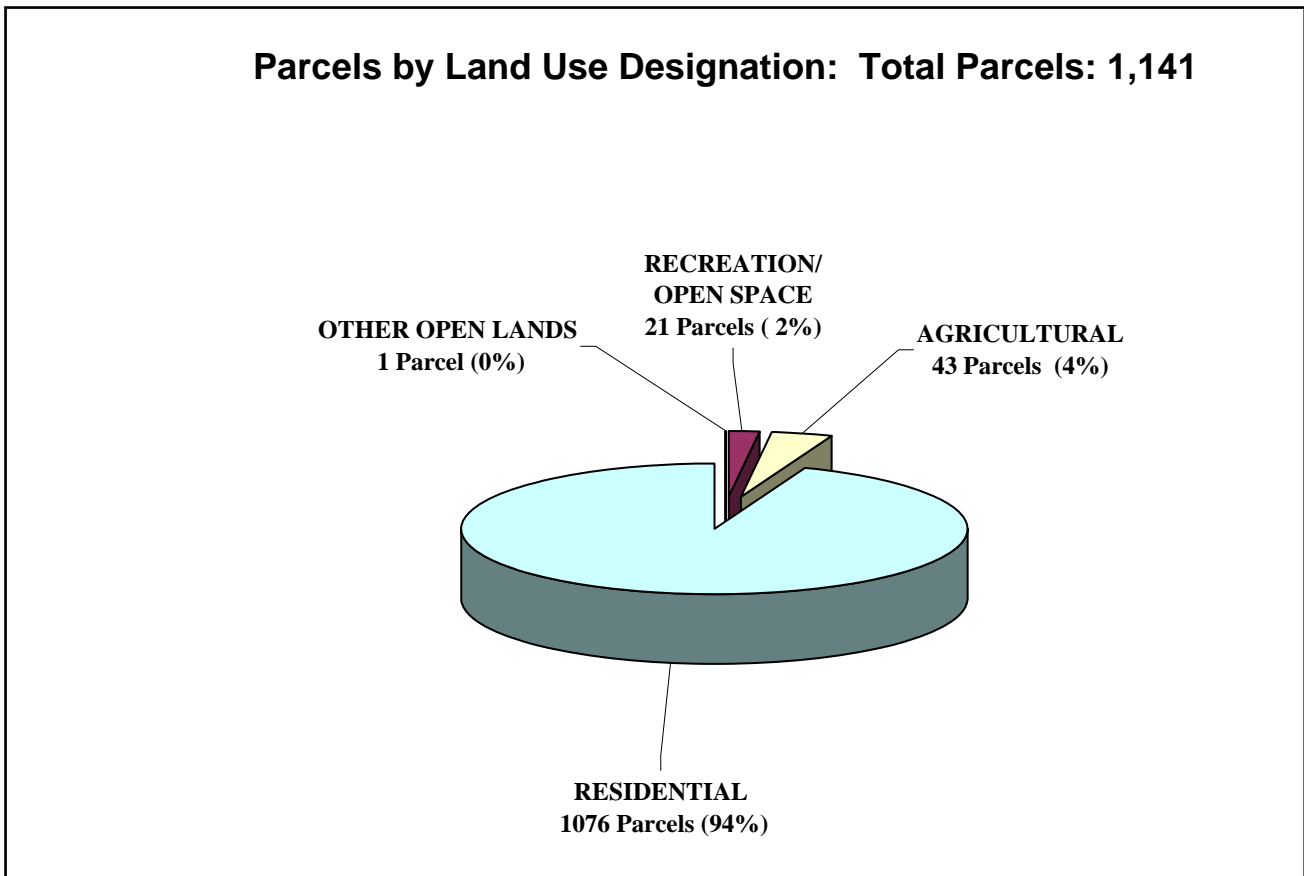 Parcels by Land Use Designation: Total Parcels: 1,141
RECREATION/
OPEN SPACE
21 Parcels ( 2%)
OTHER OPEN LANDS
1 Parcel (0%)
AGRICULTURAL
43 Parcels (4%)
RESIDENTIAL
1076 Parcels (94%)